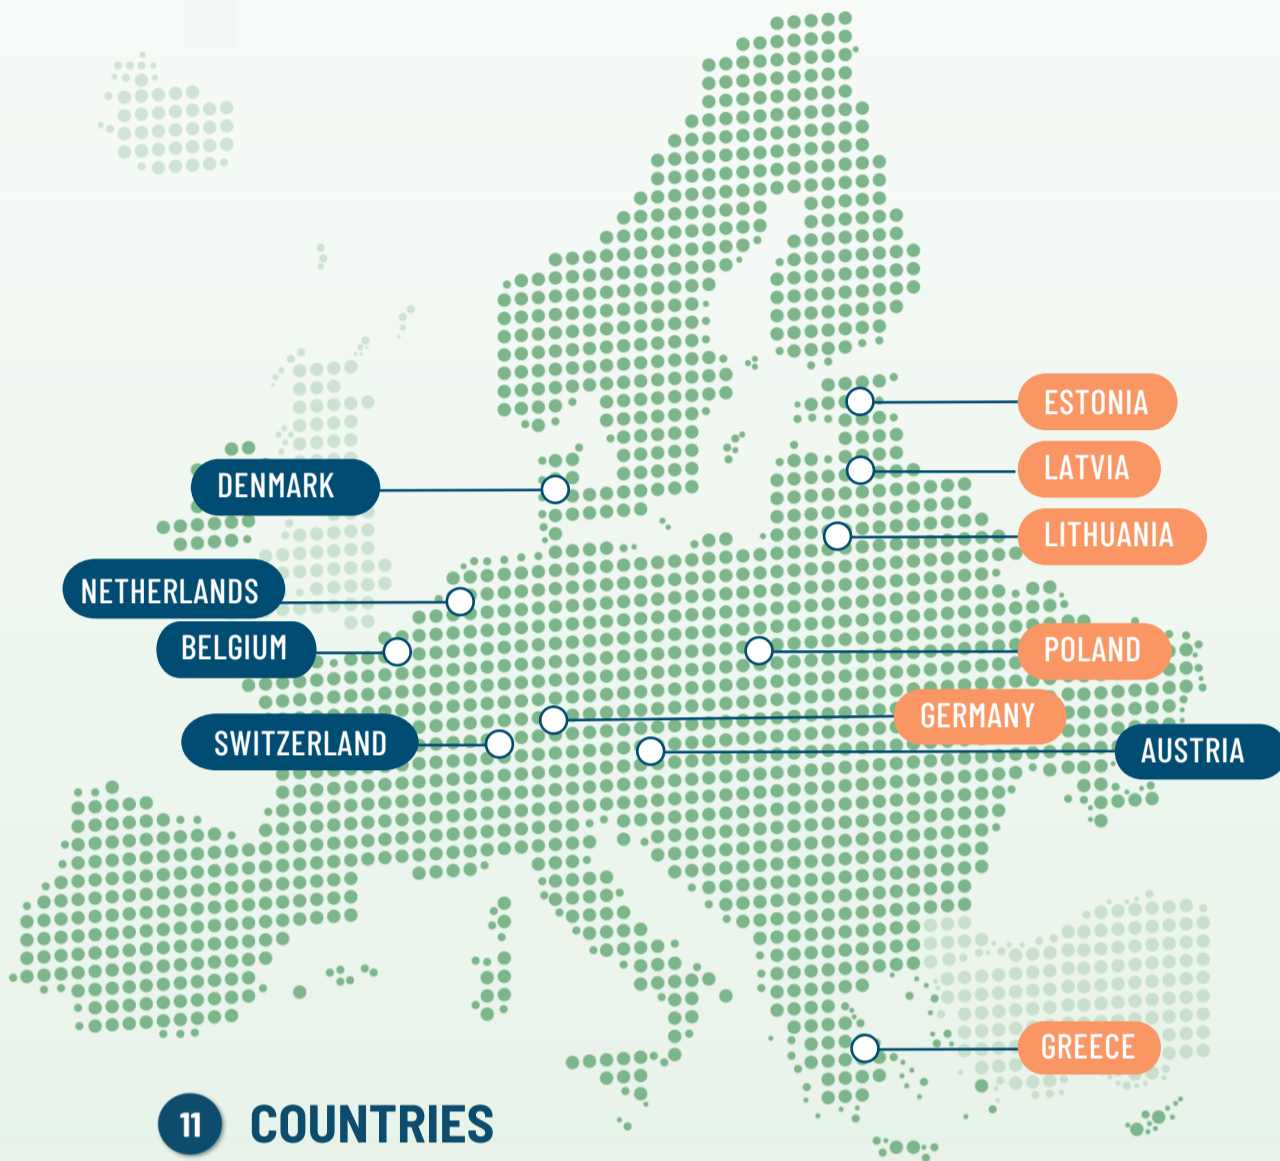 ESTONIA
LATVIA
DENMARK
LITHUANIA
NETHERLANDS
BELGIUM
POLAND
GERMANY
SWITZERLAND
AUSTRIA
GREECE
11 COUNTRIES